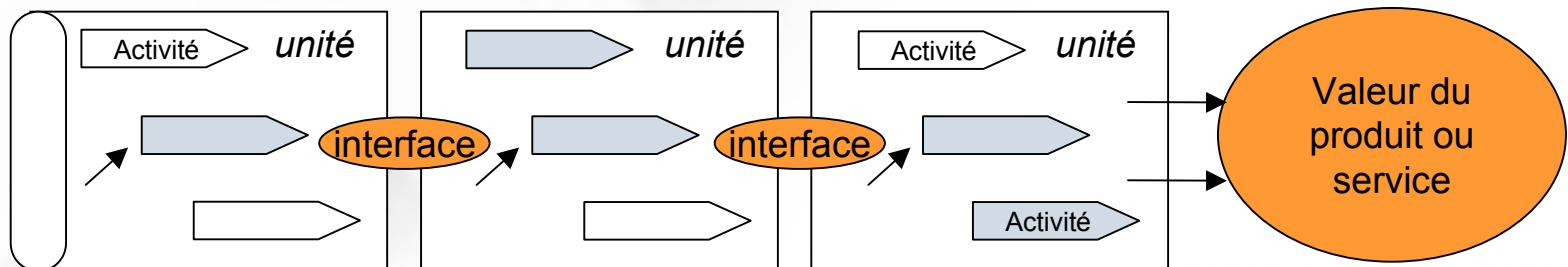 Activité
unité
interface
unité
interface
Activité
unité
Activité
Valeur du
produit ou
service